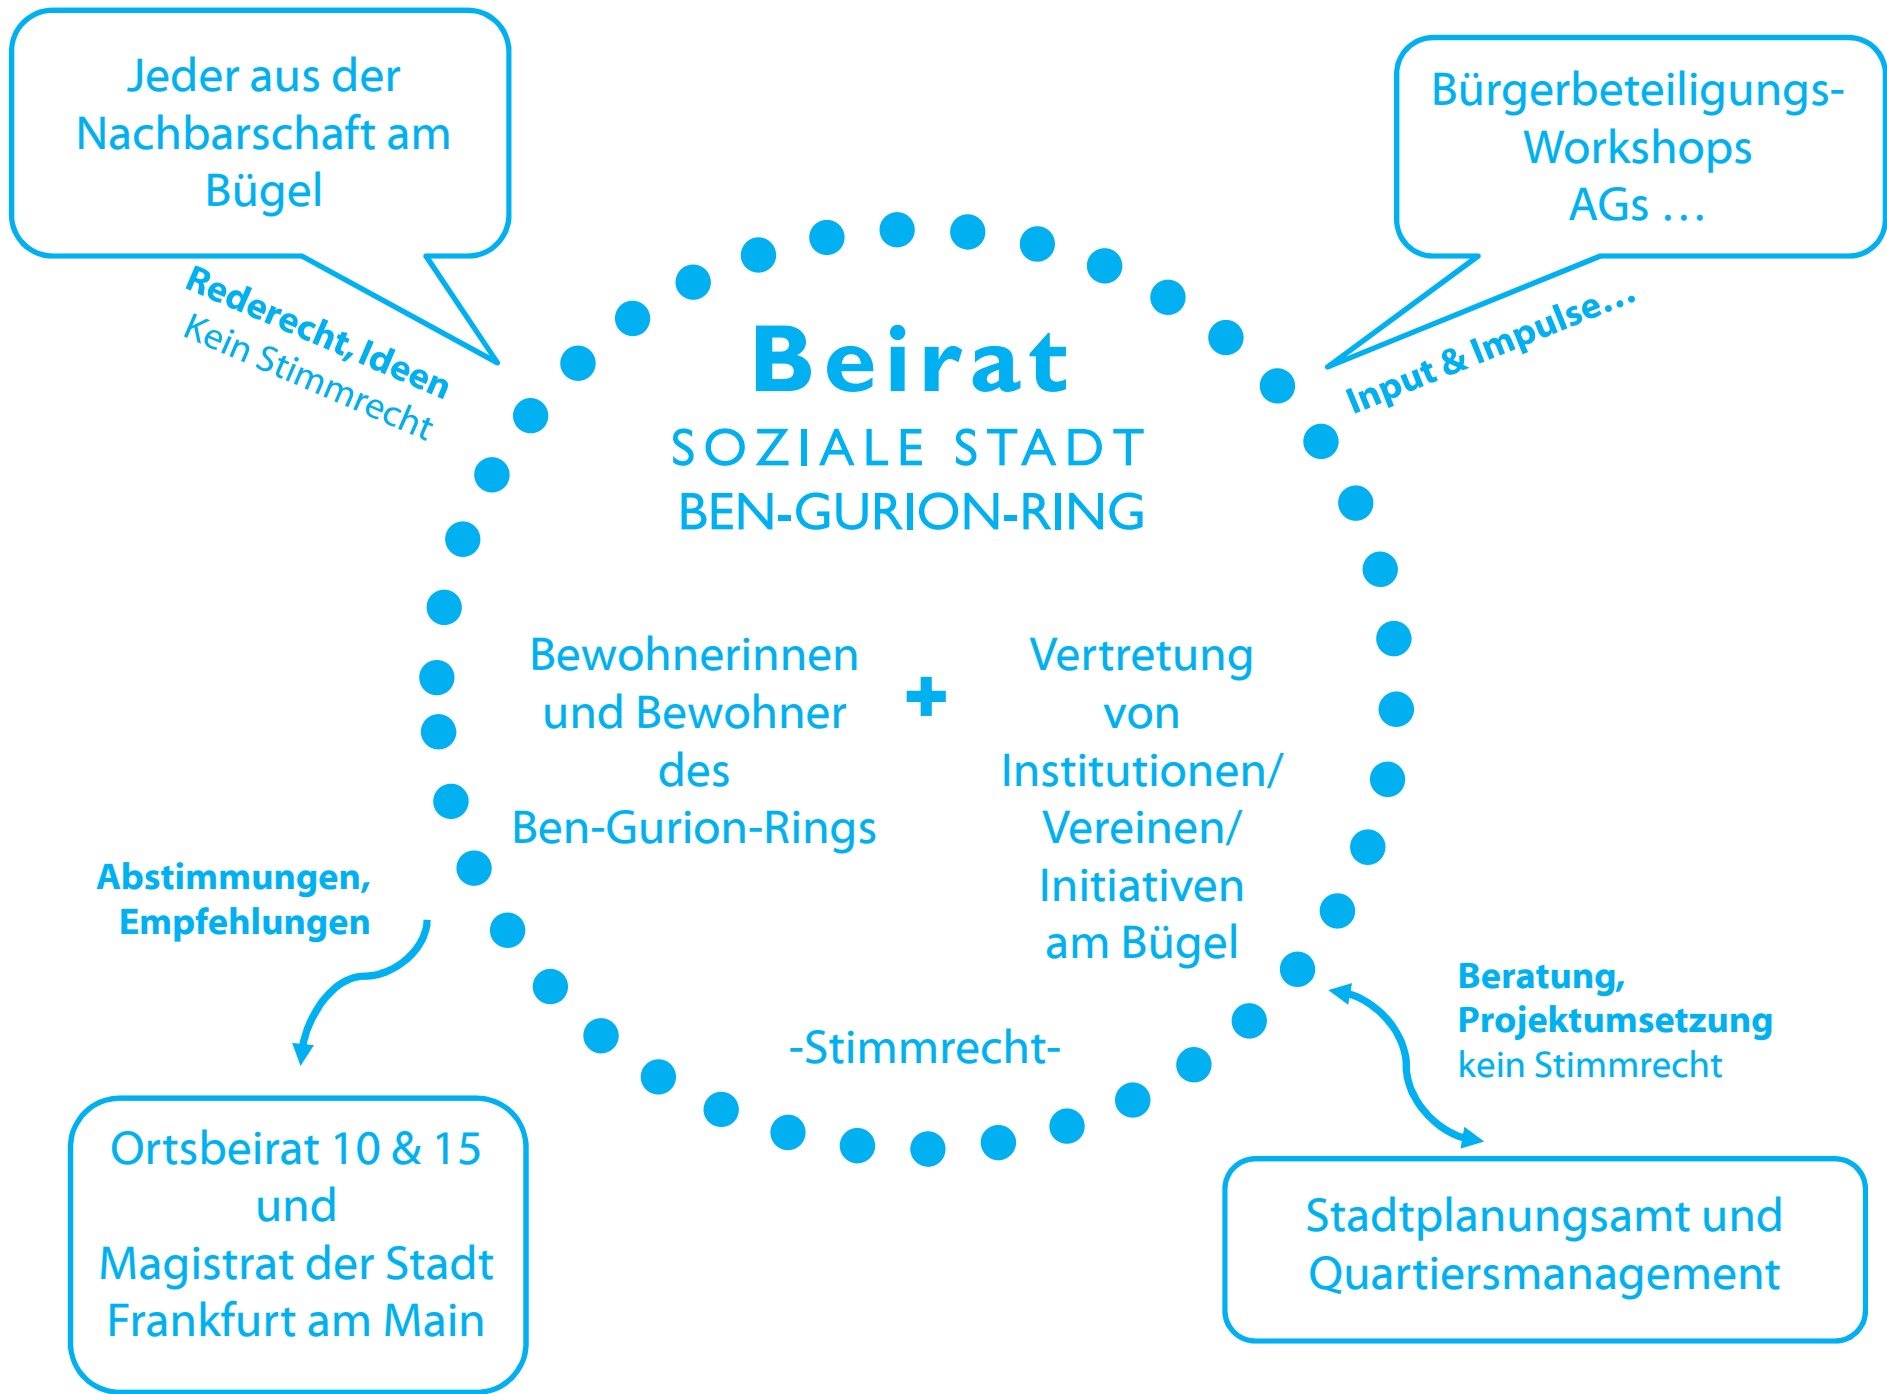 Jeder aus der
Nachbarschaft am
Bügel
Rederecht, Ideen
Kein Stimmrecht
Bürgerbeteiligungs-
Workshops
AGs …
Input & Impulse…
Beirat
SOZIALE STADT
BEN-GURION-RING
Bewohnerinnen
und Bewohner
des
Ben-Gurion-Rings
+
Vertretung
von
Institutionen/
Vereinen/
Initiativen
am Bügel
-Stimmrecht-
Abstimmungen,
Empfehlungen
Ortsbeirat 10 & 15
und
Magistrat der Stadt
Frankfurt am Main
Beratung,
Projektumsetzung
kein Stimmrecht
Stadtplanungsamt und
Quartiersmanagement